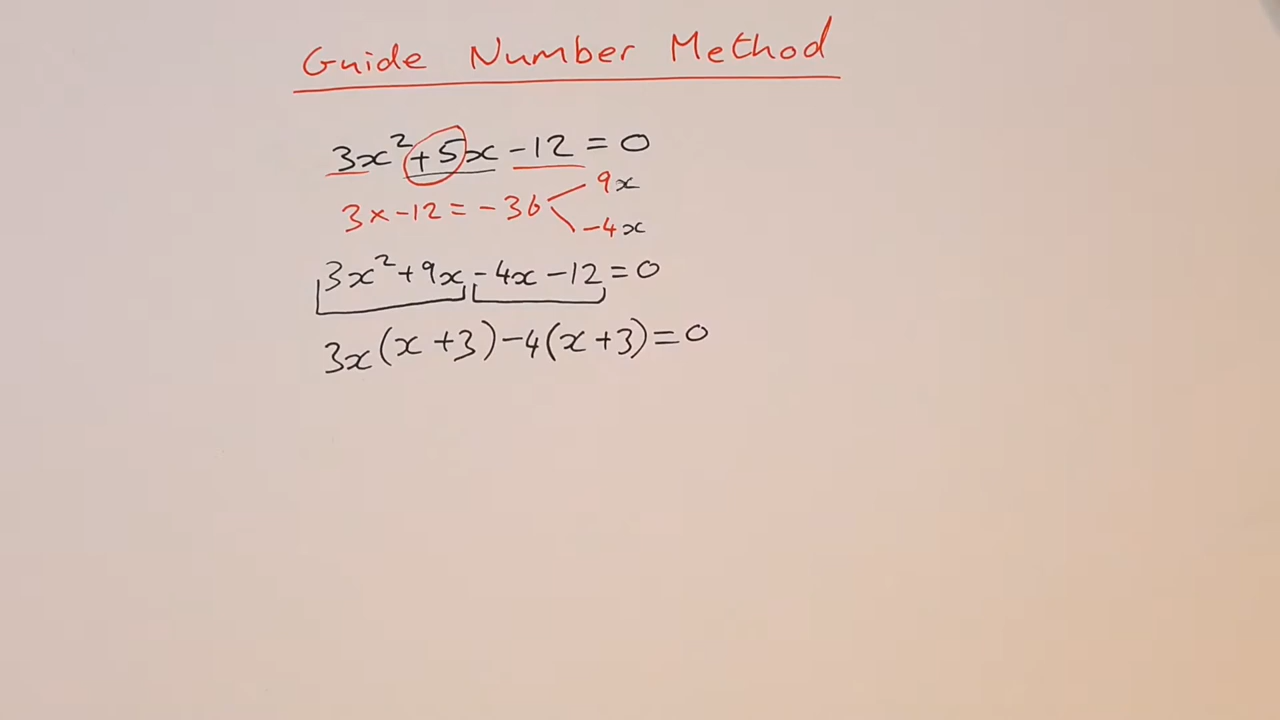 Guide Number Method
3x² +5x -12 = 0
3 x -12 = -36
9x
-4x
3x² + 9x - 4x - 12 = 0
3x(x + 3) - 4(x + 3) = 0